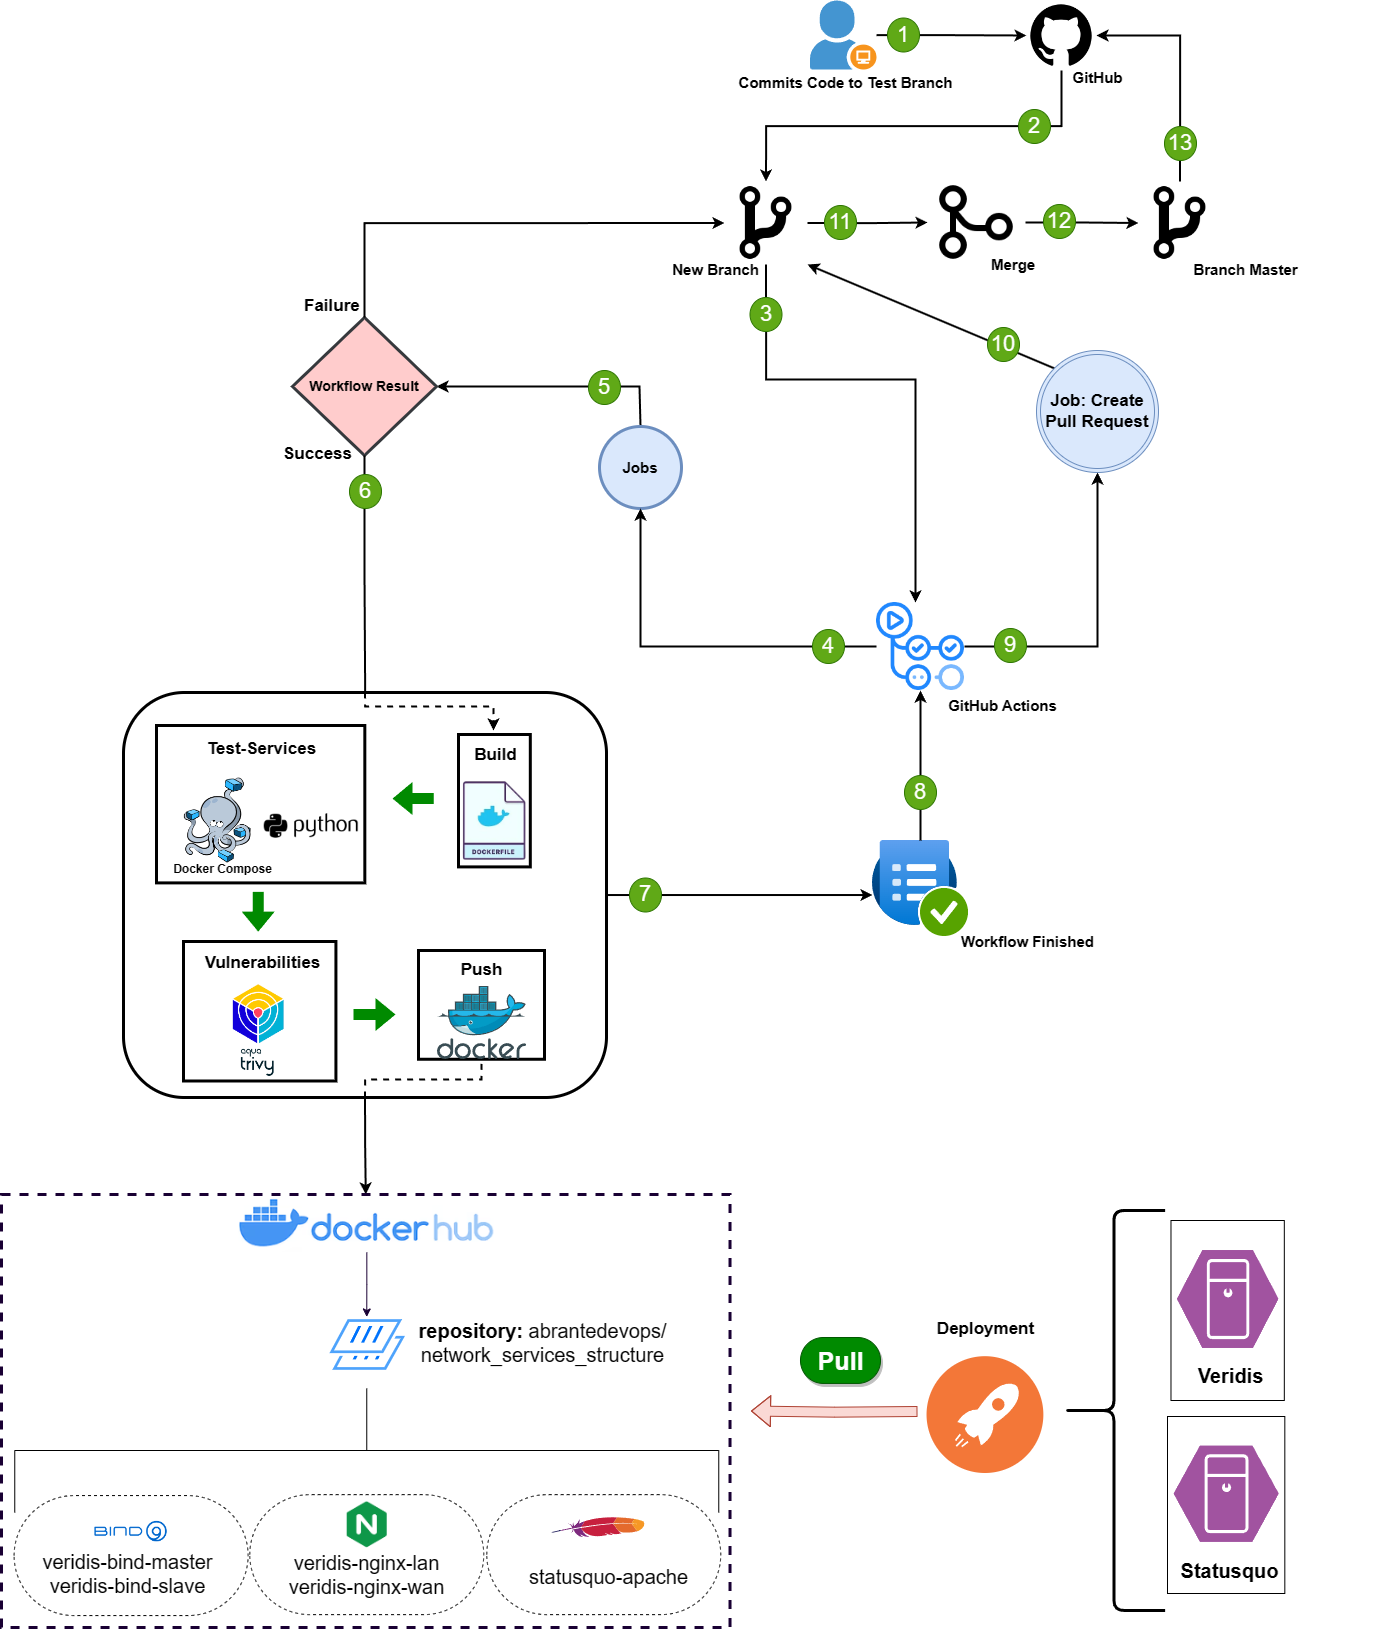 1
Commits Code to Test Branch
GitHub
2
13
11
12
New Branch
Merge
Branch Master
3
Failure
10
Workflow Result
5
Job: Create
Pull Request
Success
Jobs
6
4
9
GitHub Actions
Test-Services
Build
python
DOCKERFILE
Docker Compose
8
7
Workflow Finished
Vulnerabilities
aqua
trivy
Push
docker
docker hub
repository: abrantedevops/
network_services_structure
Deployment
Pull
Veridis
Statusquo
BIND 9
veridis-bind-master
veridis-bind-slave
N
veridis-nginx-lan
veridis-nginx-wan
statusquo-apache